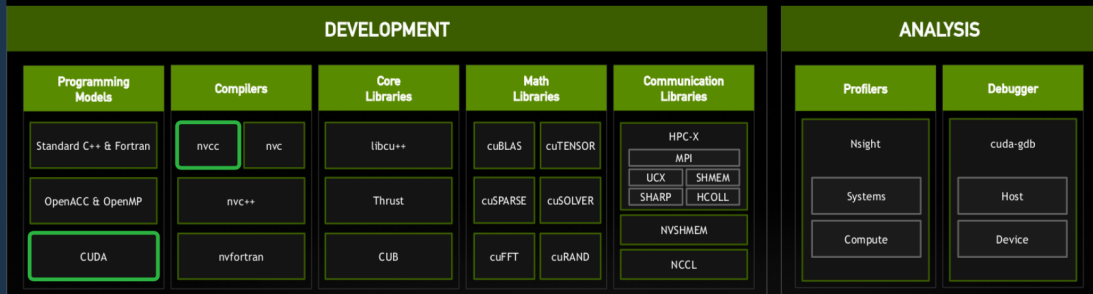 DEVELOPMENT
ANALYSIS
Programming
Models
Compilers
Core
Libraries
Math
Libraries
Communication
Libraries
Profilers
Debugger
Standard C++ & Fortran
OpenACC & OpenMP
CUDA
nvcc
nvc
nvc++
nvfortran
libcu++
Thrust
CUB
cuBLAS
cuTENSOR
cuSPARSE
cuSOLVER
cuFFT
cuRAND
HPC-X
MPI
UCX
SHMEM
SHARP
HCOLL
NVSHMEM
NCCL
Nsight
Systems
Compute
cuda-gdb
Host
Device